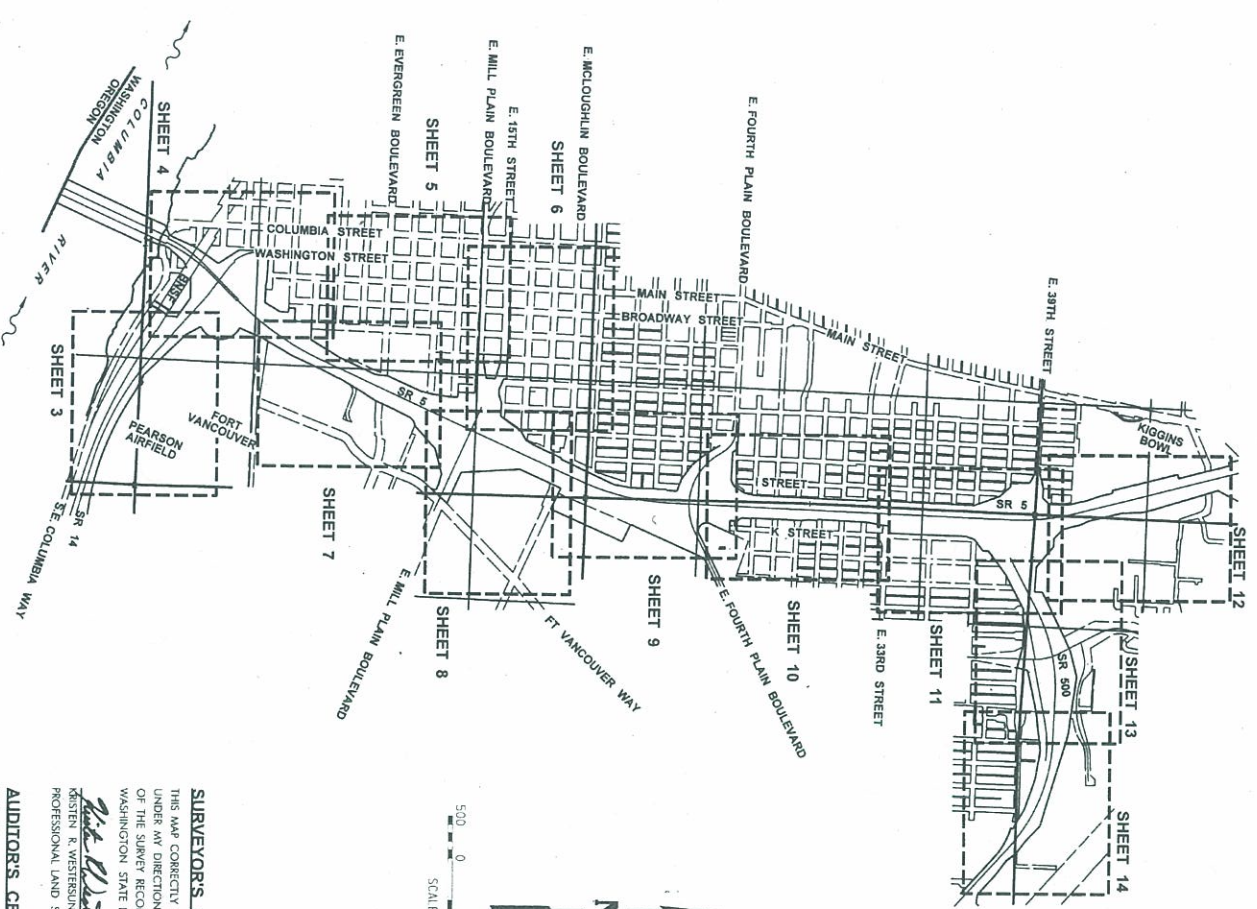 WASHINGTON
OREGON
COLUMBIA
RIVER
SHEET 4
E. EVERGREEN BOULEVARD
SHEET 5
E. MILL PLAIN BOULEVARD
E. 15TH STREET
SHEET 6
E. MCLOUGHLIN BOULEVARD
E. FOURTH PLAIN BOULEVARD
E. 39TH STREET
COLUMBIA STREET
WASHINGTON STREET
MAIN STREET
BROADWAY STREET
MAIN STREET
KIGGINS
BOWL
BNSF
SHEET 3
PEARSON
AIRFIELD
FORT
VANCOUVER
SR 5
SR 14
S.E. COLUMBIA WAY
SHEET 7
E. MILL PLAIN BOULEVARD
SHEET 8
FT VANCOUVER WAY
SHEET 9
STREET
K STREET
E. FOURTH PLAIN BOULEVARD
SHEET 10
E. 33RD STREET
SHEET 11
SR 5
SHEET
12
SR 500
SHEET 13
SHEET 14
500 0
SCALE
SURVEYOR'S
THIS MAP CORRECTLY
UNDER MY DIRECTION
OF THE SURVEY RECO
WASHINGTON STATE
KRISTEN R. WESTERSUN
PROFESSIONAL LAND S
AUDITOR'S CE